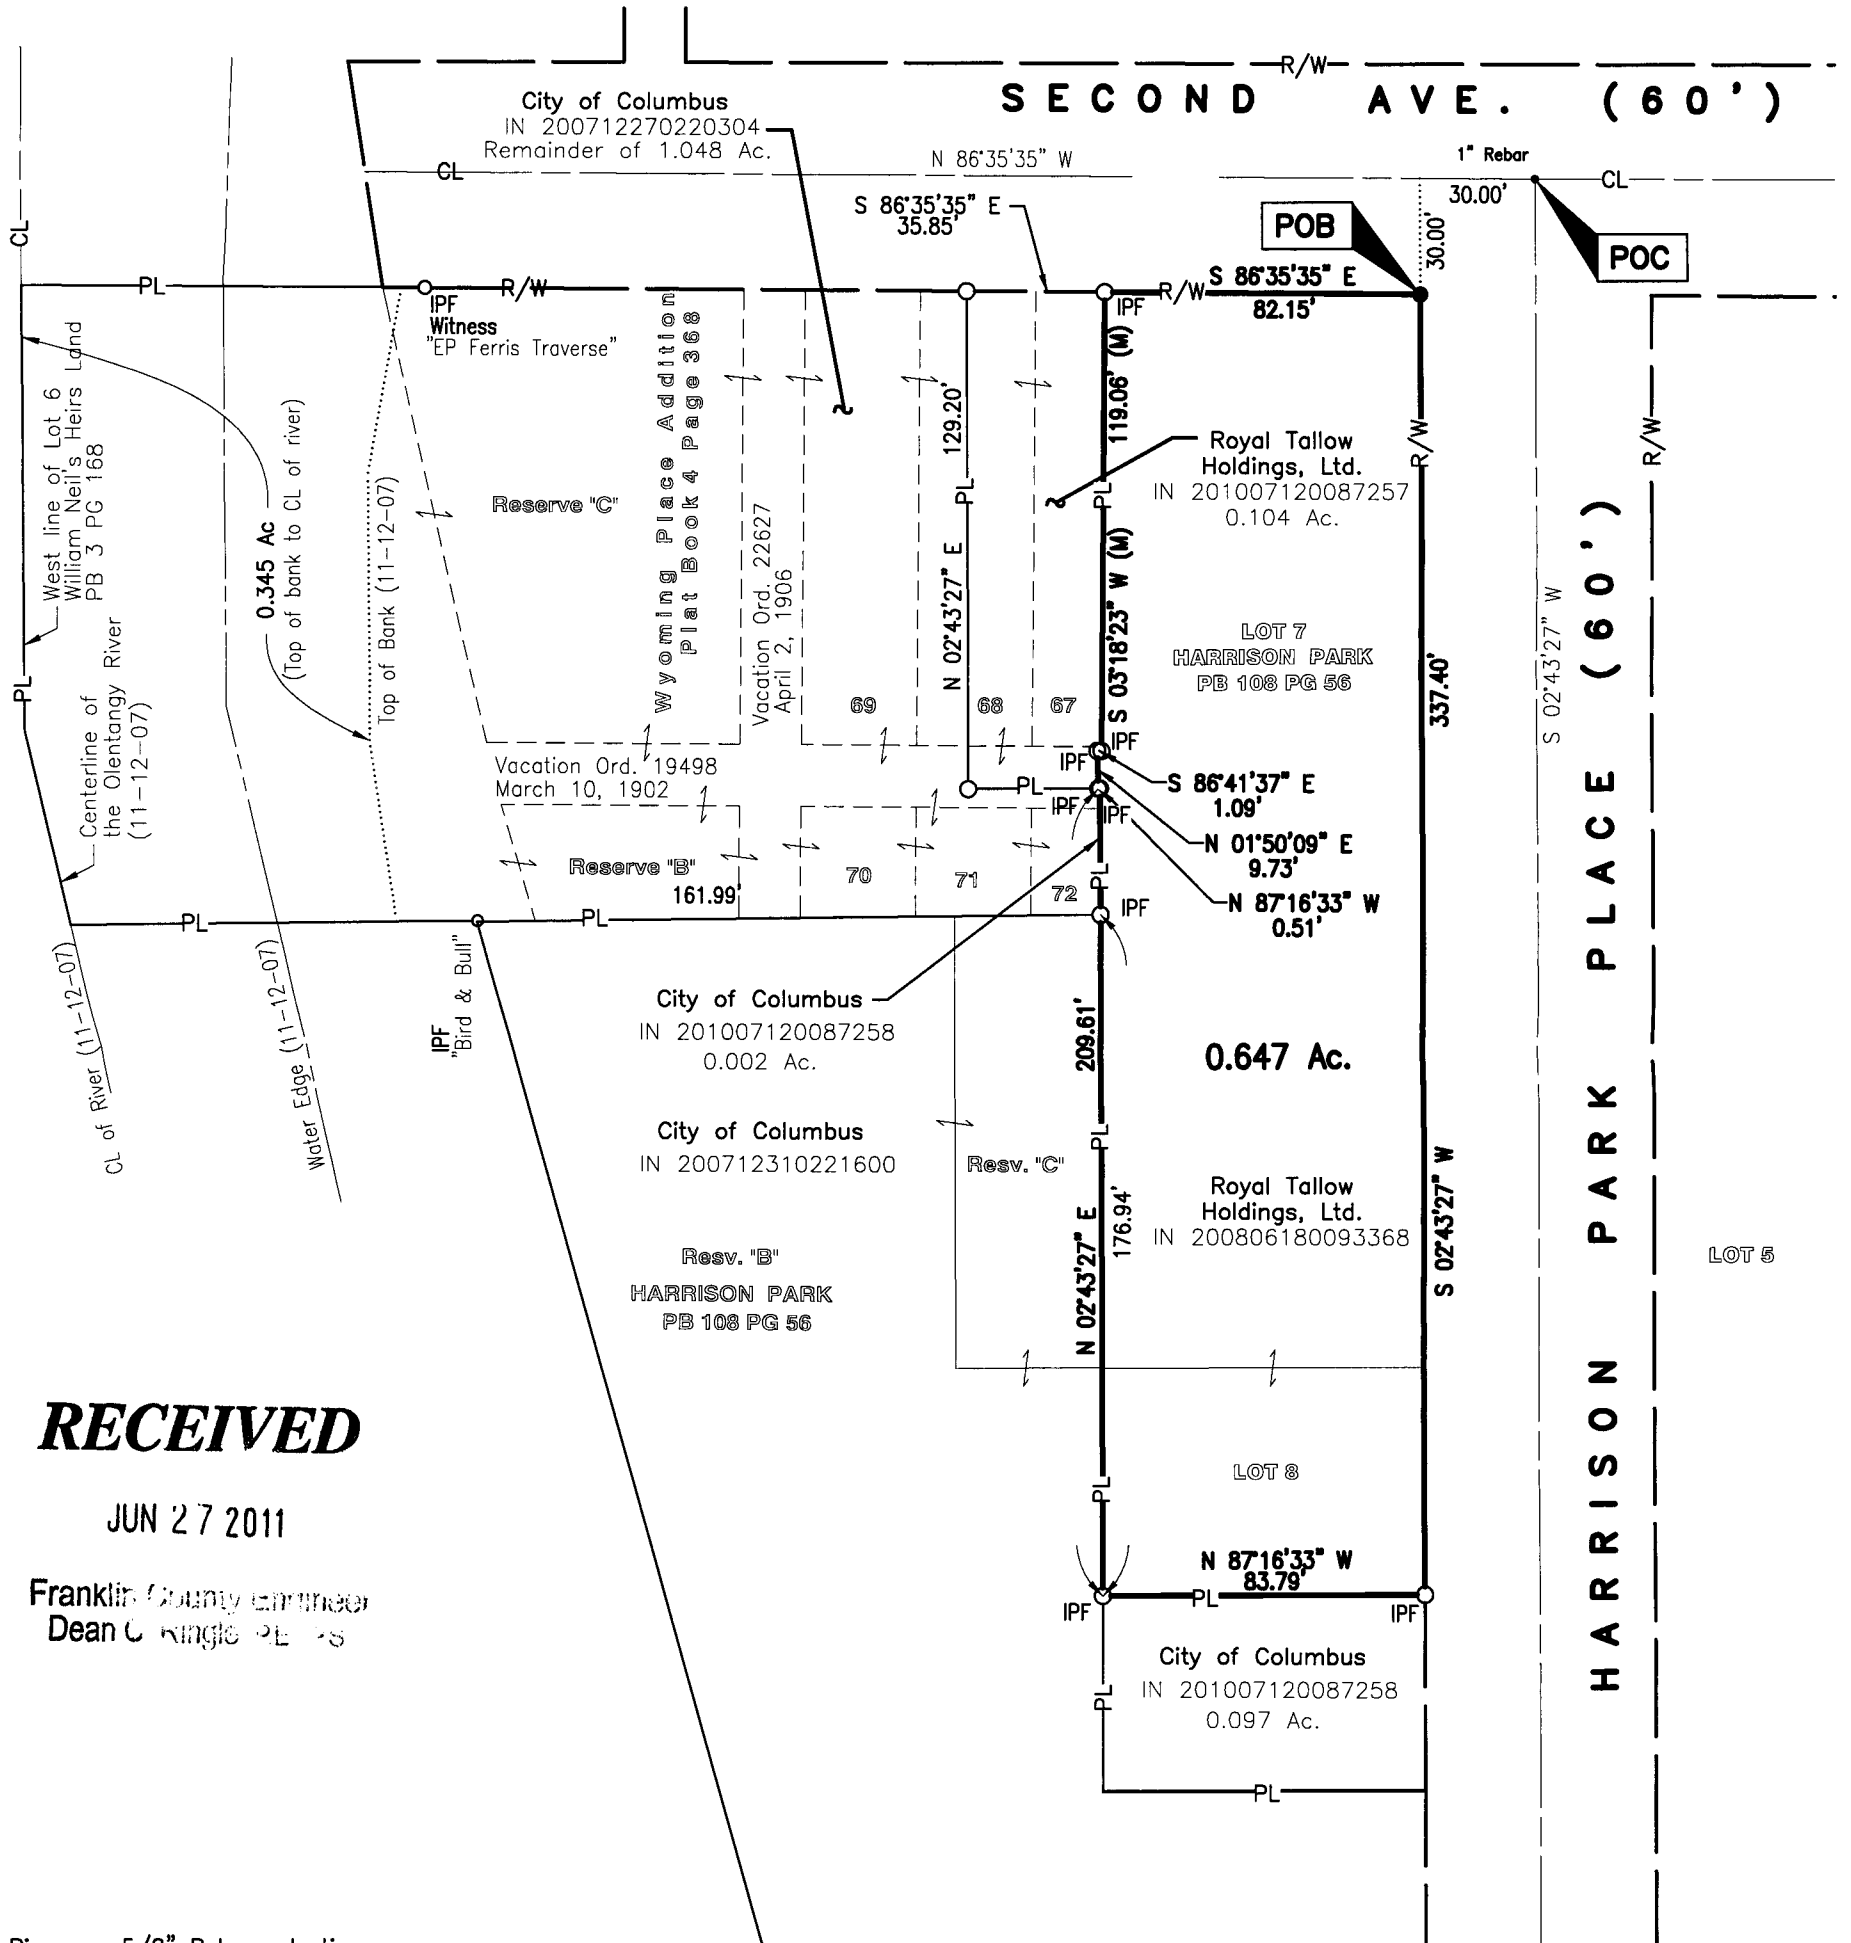 R/W
SECOND AVE. (60')
City of Columbus
IN 200712270220304
Remainder of 1.048 Ac.
N 86°35'35" W
1" Rebar
CL
CL
30.00'
S 86°35'35" E
35.85'
POB
30.00'
POC
CL
PL
IPF
Witness
"EP Ferris Traverse"
R/W
IPF
R/W
S 86°35'35" E
82.15'
West line of Lot 6
William Neil's Heirs Land
PB 3 PG 168
0.345 Ac
(Top of bank to CL of river)
Top of Bank (11-12-07)
Reserve "C"
Wyoming Place Addition
Plat Book 4 Page 368
Vacation Ord. 22627
April 2, 1906
129.20'
PL
N 02°43'27" E
119.06' (M)
PL
S 03°18'23" W (M)
Royal Tallow
Holdings, Ltd.
IN 201007120087257
0.104 Ac.
R/W
R/W
LOT 7
HARRISON PARK
PB 108 PG 56
337.40'
S 02°43'27" W
HARRISON PARK PLACE (60')
PL
Centerline of
the Olentangy River
(11-12-07)
69
68
67
IPF
IPF
Vacation Ord. 19498
March 10, 1902
PL
IPF
IPF
S 86°41'37" E
1.09'
N 01°50'09" E
9.73'
N 87°16'33" W
0.51'
Reserve "B"
161.99'
70
71
72
PL
IPF
PL
PL
CL of River (11-12-07)
Water Edge (11-12-07)
IPF
"Bird & Bull"
City of Columbus
IN 201007120087258
0.002 Ac.
209.61'
0.647 Ac.
City of Columbus
IN 200712310221600
Resv. "C"
PL
N 02°43'27" E
176.94'
Royal Tallow
Holdings, Ltd.
IN 200806180093368
S 02°43'27" W
LOT 5
Resv. "B"
HARRISON PARK
PB 108 PG 56
RECEIVED
JUN 27 2011
Franklin County Engineer
Dean C. Ringle PE PS
LOT 8
PL
N 87°16'33" W
83.79'
PL
IPF
IPF
City of Columbus
IN 201007120087258
0.097 Ac.
PL
PL